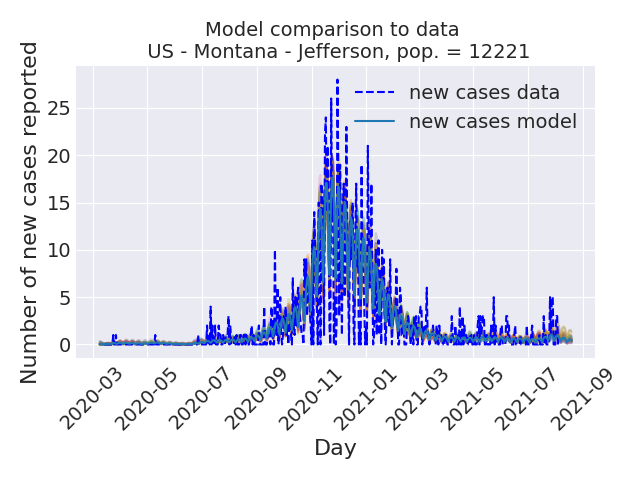 Model comparison to data
US - Montana - Jefferson, pop. = 12221
Number of new cases reported
25
20
15
10
5
0
new cases data
new cases model
2020-03
2020-05
2020-07
2020-09
2020-11
2021-01
2021-03
2021-05
2021-07
2021-09
Day